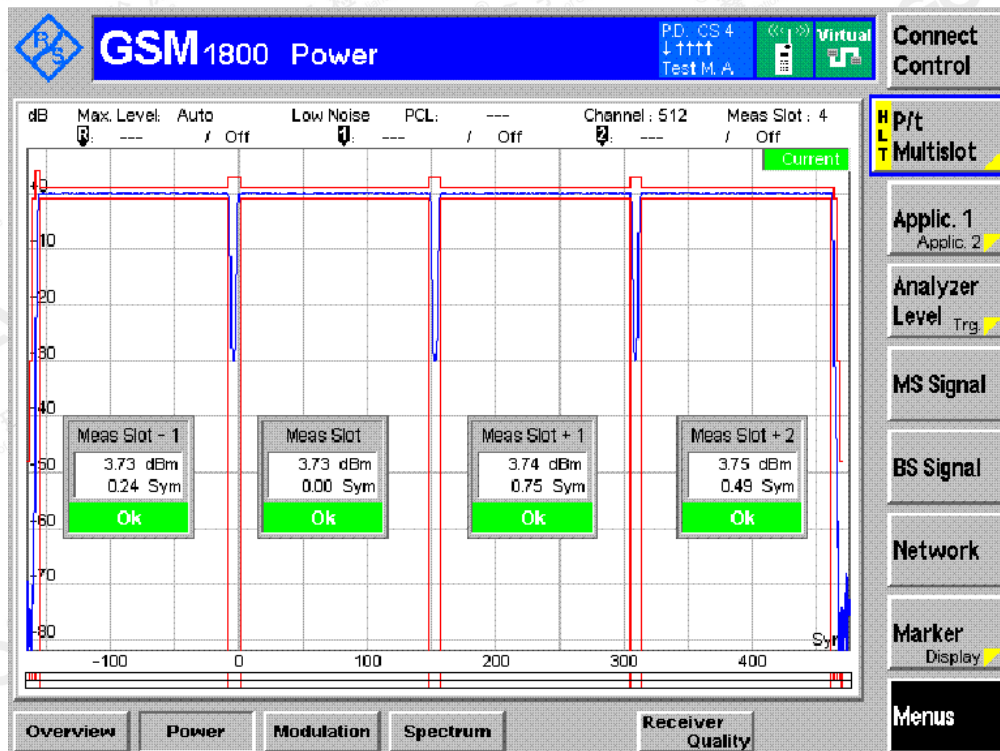 R S
GSM 1800 Power
P.D. CS 4
↓↑↑↑↑
Test M. A.
Virtual
Connect Control
dB Max. Level: Auto Low Noise PCL: --- Channel : 512 Meas Slot : 4
R: --- / Off 1: --- / Off 2: --- / Off
HLT
P/t Multislot
Current
+0
-10
-20
-30
-40
-50
-60
-70
-80
Applic. 1
Applic. 2
Analyzer Level Trg.
MS Signal
BS Signal
Network
Marker
Display
Menus
Meas Slot - 1
3.73 dBm
0.24 Sym
Ok
Meas Slot
3.73 dBm
0.00 Sym
Ok
Meas Slot + 1
3.74 dBm
0.75 Sym
Ok
Meas Slot + 2
3.75 dBm
0.49 Sym
Ok
-100 0 100 200 300 400
Overview
Power
Modulation
Spectrum
Receiver Quality